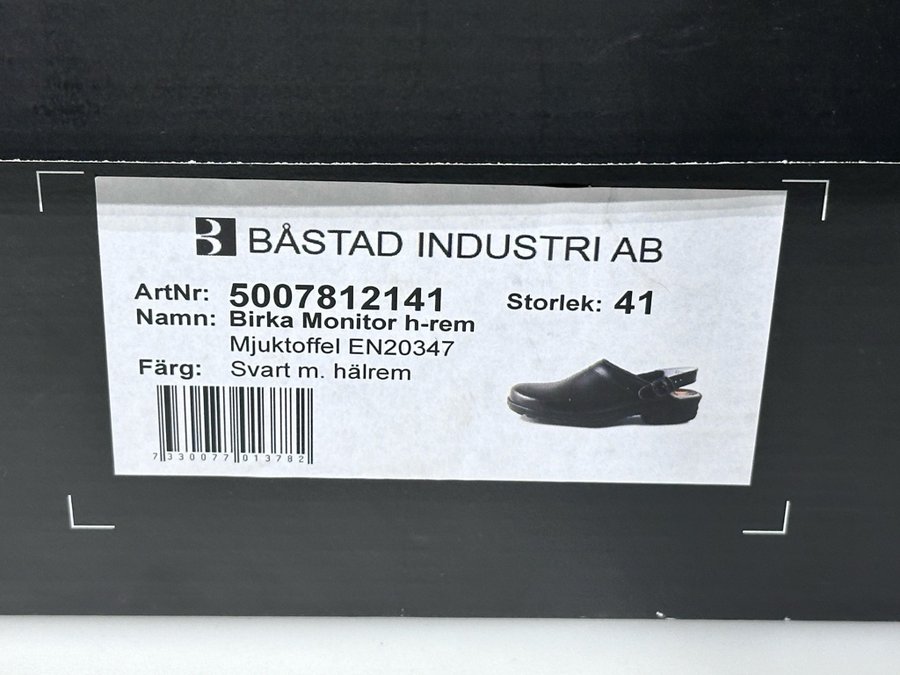 B BÅSTAD INDUSTRI AB
ArtNr: 5007812141 Storlek: 41
Namn: Birka Monitor h-rem
Mjuktoffel EN20347
Färg: Svart m. hälrem
7 330077 013782